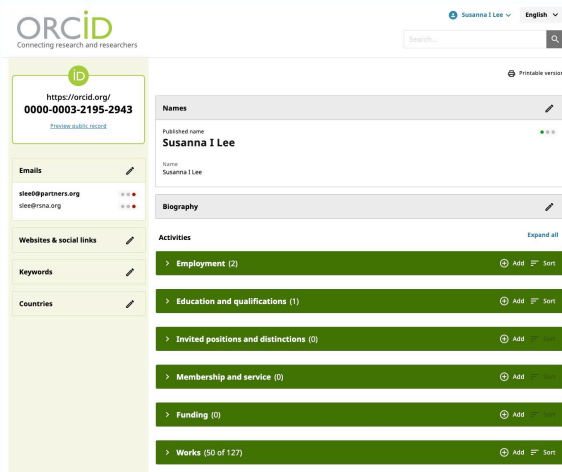 ORCiD
Connecting research and researchers
Susanna I Lee
English
Search...
Printable version
iD
https://orcid.org/
0000-0003-2195-2943
Preview public record
Emails
slee0@partners.org
slee@rsna.org
Websites & social links
Keywords
Countries
Names
Published name
Susanna I Lee
Name
Susanna I Lee
Biography
Activities
Expand all
Employment (2) Add Sort
Education and qualifications (1) Add Sort
Invited positions and distinctions (0) Add Sort
Membership and service (0) Add Sort
Funding (0) Add Sort
Works (50 of 127) Add Sort